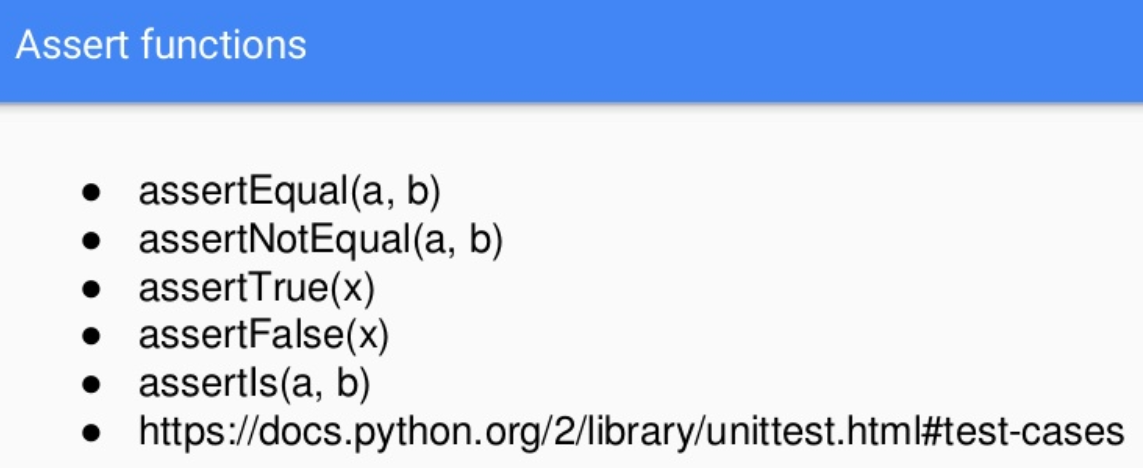 Assert functions
● assertEqual(a, b)
● assertNotEqual(a, b)
● assertTrue(x)
● assertFalse(x)
● assertIs(a, b)
● https://docs.python.org/2/library/unittest.html#test-cases